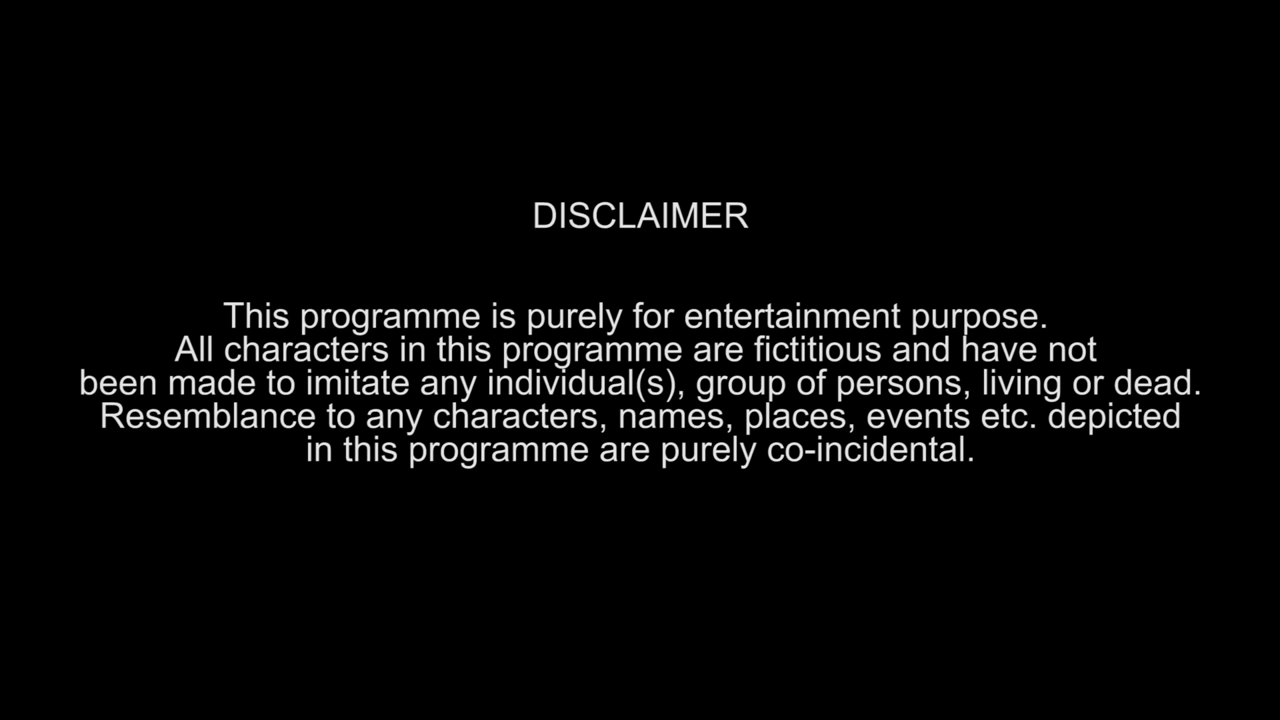 DISCLAIMER
This programme is purely for entertainment purpose.
All characters in this programme are fictitious and have not
been made to imitate any individual(s), group of persons, living or dead.
Resemblance to any characters, names, places, events etc. depicted
in this programme are purely co-incidental.